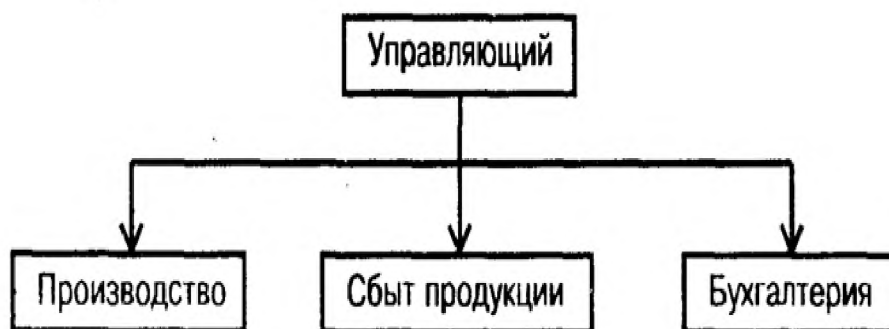 Управляющий
Производство
Сбыт продукции
Бухгалтерия